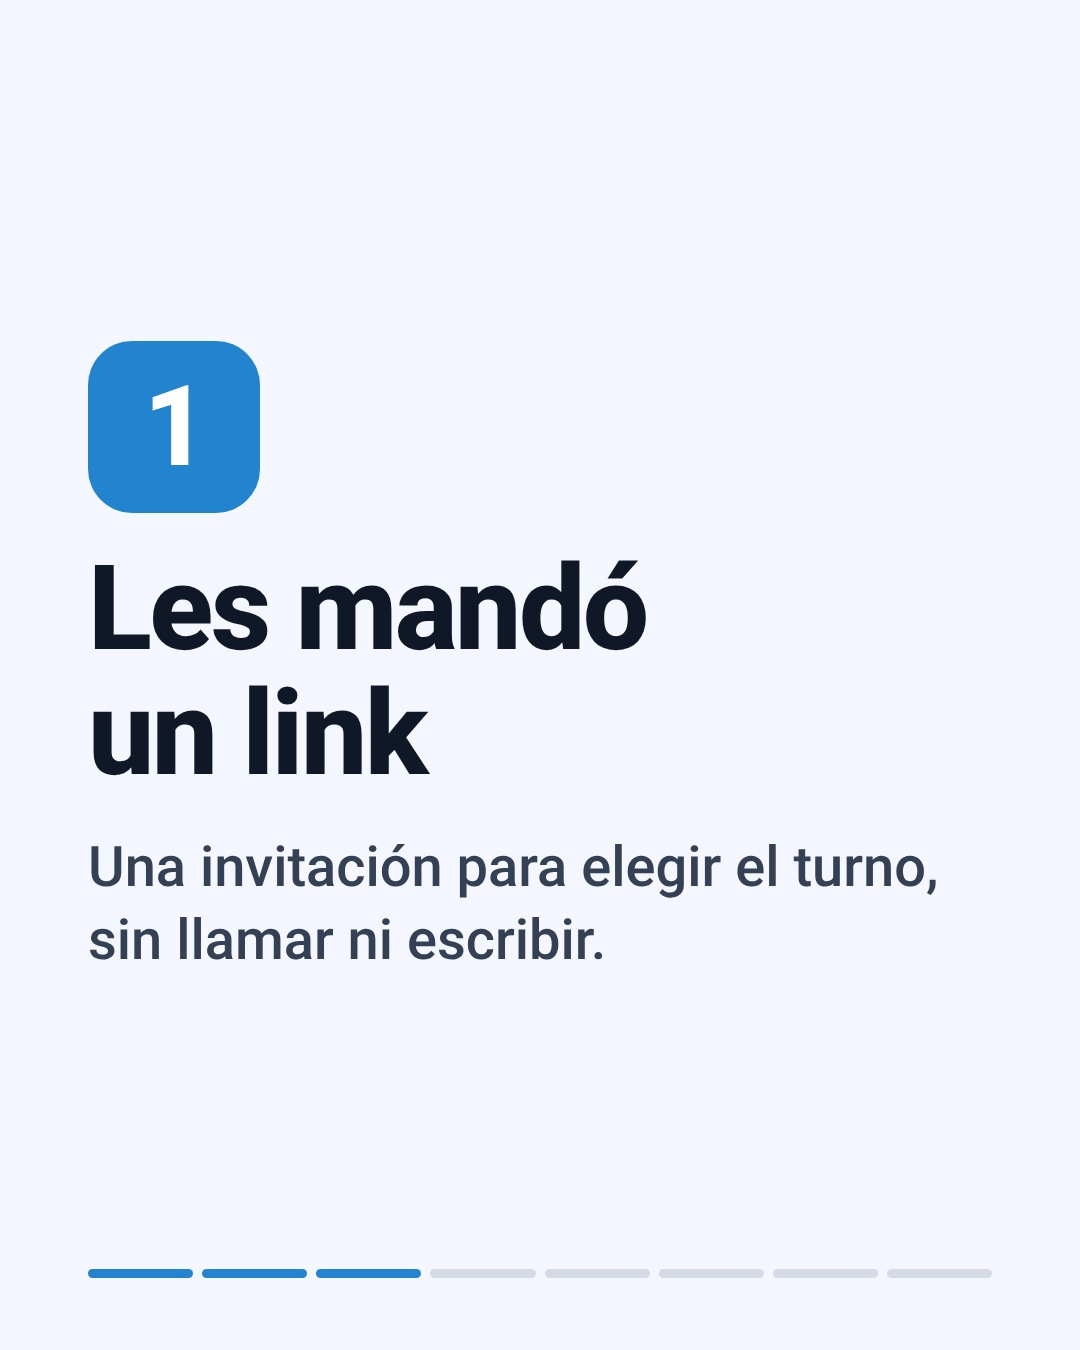 1
Les mandó
un link
Una invitación para elegir el turno,
sin llamar ni escribir.